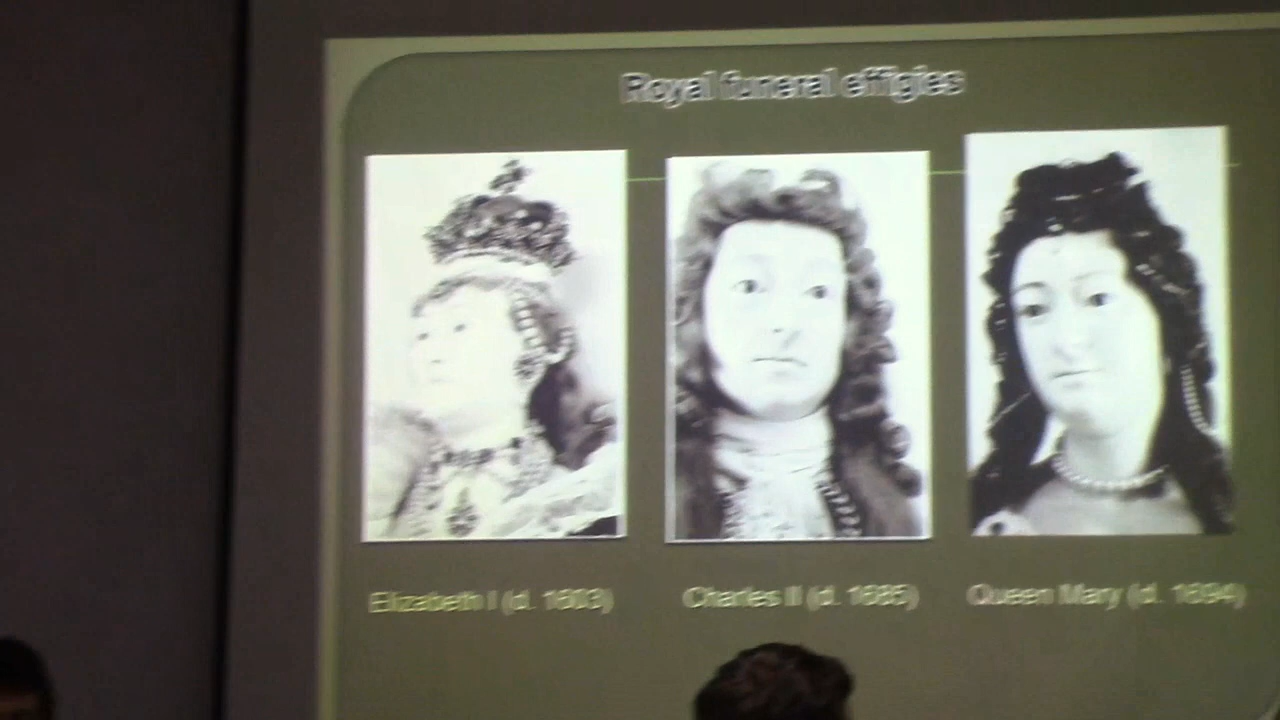 Royal funeral effigies
Elizabeth I (d. 1603)
Charles II (d. 1685)
Queen Mary (d. 1694)